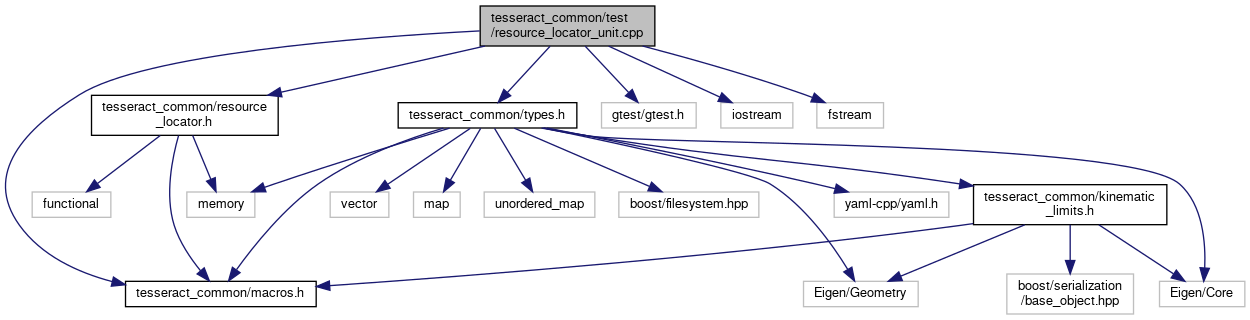 tesseract_common/test
/resource_locator_unit.cpp
tesseract_common/resource
_locator.h
tesseract_common/types.h
gtest/gtest.h
iostream
fstream
functional
memory
vector
map
unordered_map
boost/filesystem.hpp
yaml-cpp/yaml.h
tesseract_common/kinematic
_limits.h
tesseract_common/macros.h
Eigen/Geometry
boost/serialization
/base_object.hpp
Eigen/Core